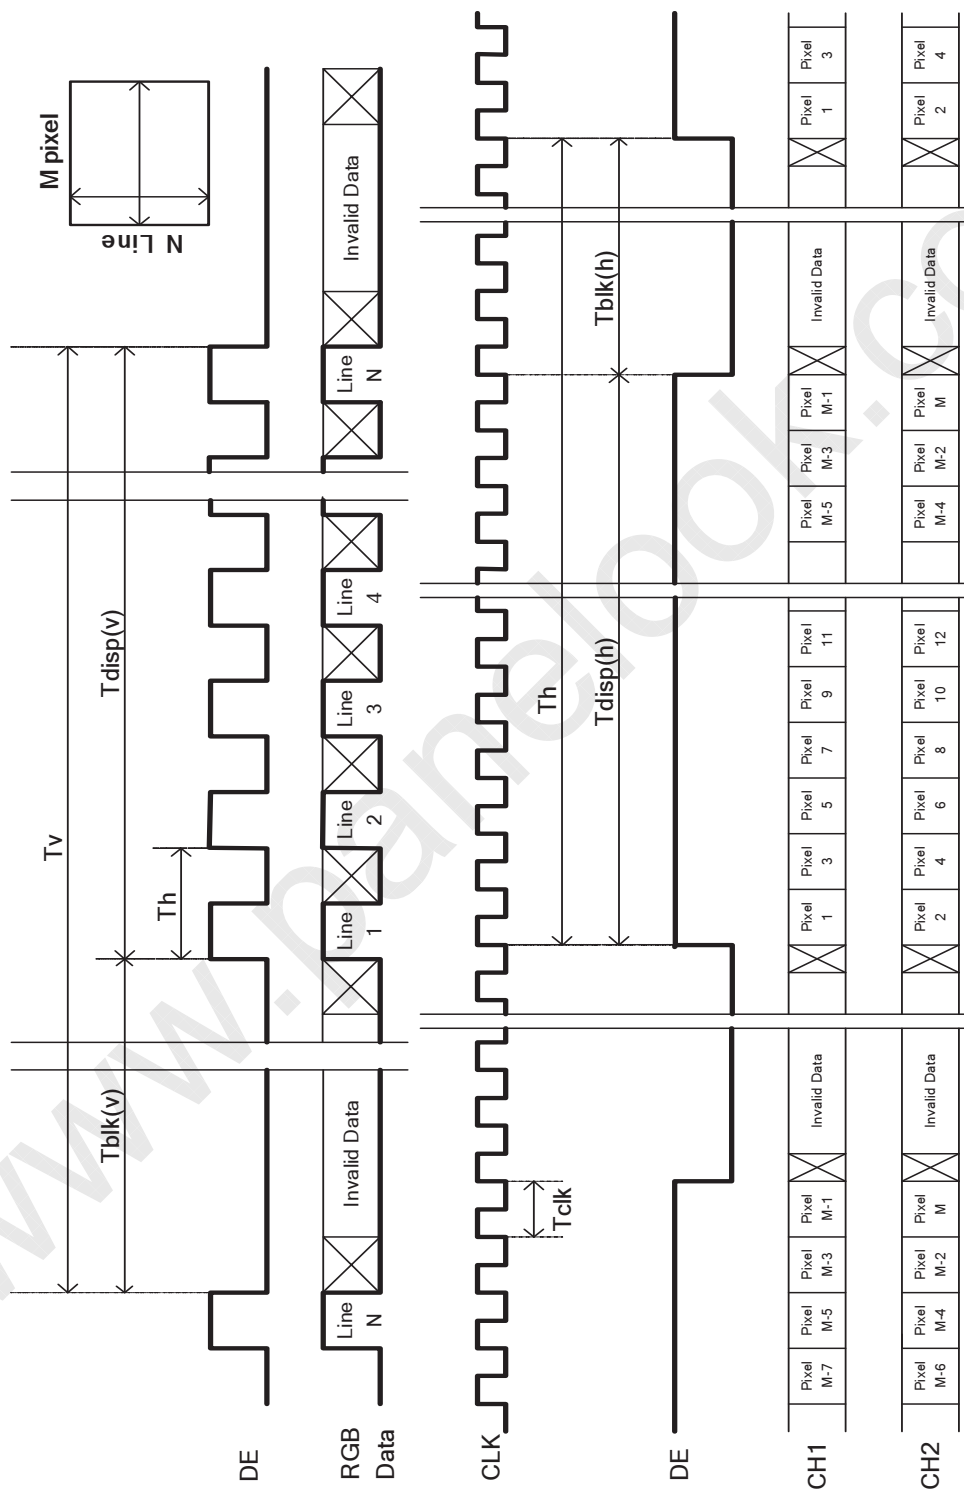 M pixel
N Line
Tv
Tblk(v)
Tdisp(v)
Th
DE
RGB
Data
Line
N
Invalid Data
Line
1
Line
2
Line
3
Line
4
Line
N
Invalid Data
CLK
Tclk
Th
Tdisp(h)
Tblk(h)
DE
CH1
Pixel
M-7
Pixel
M-5
Pixel
M-3
Pixel
M-1
Invalid Data
Pixel
1
Pixel
3
Pixel
5
Pixel
7
Pixel
9
Pixel
11
Pixel
M-5
Pixel
M-3
Pixel
M-1
Invalid Data
Pixel
1
Pixel
3
CH2
Pixel
M-6
Pixel
M-4
Pixel
M-2
Pixel
M
Invalid Data
Pixel
2
Pixel
4
Pixel
6
Pixel
8
Pixel
10
Pixel
12
Pixel
M-4
Pixel
M-2
Pixel
M
Invalid Data
Pixel
2
Pixel
4
www.panelook.co